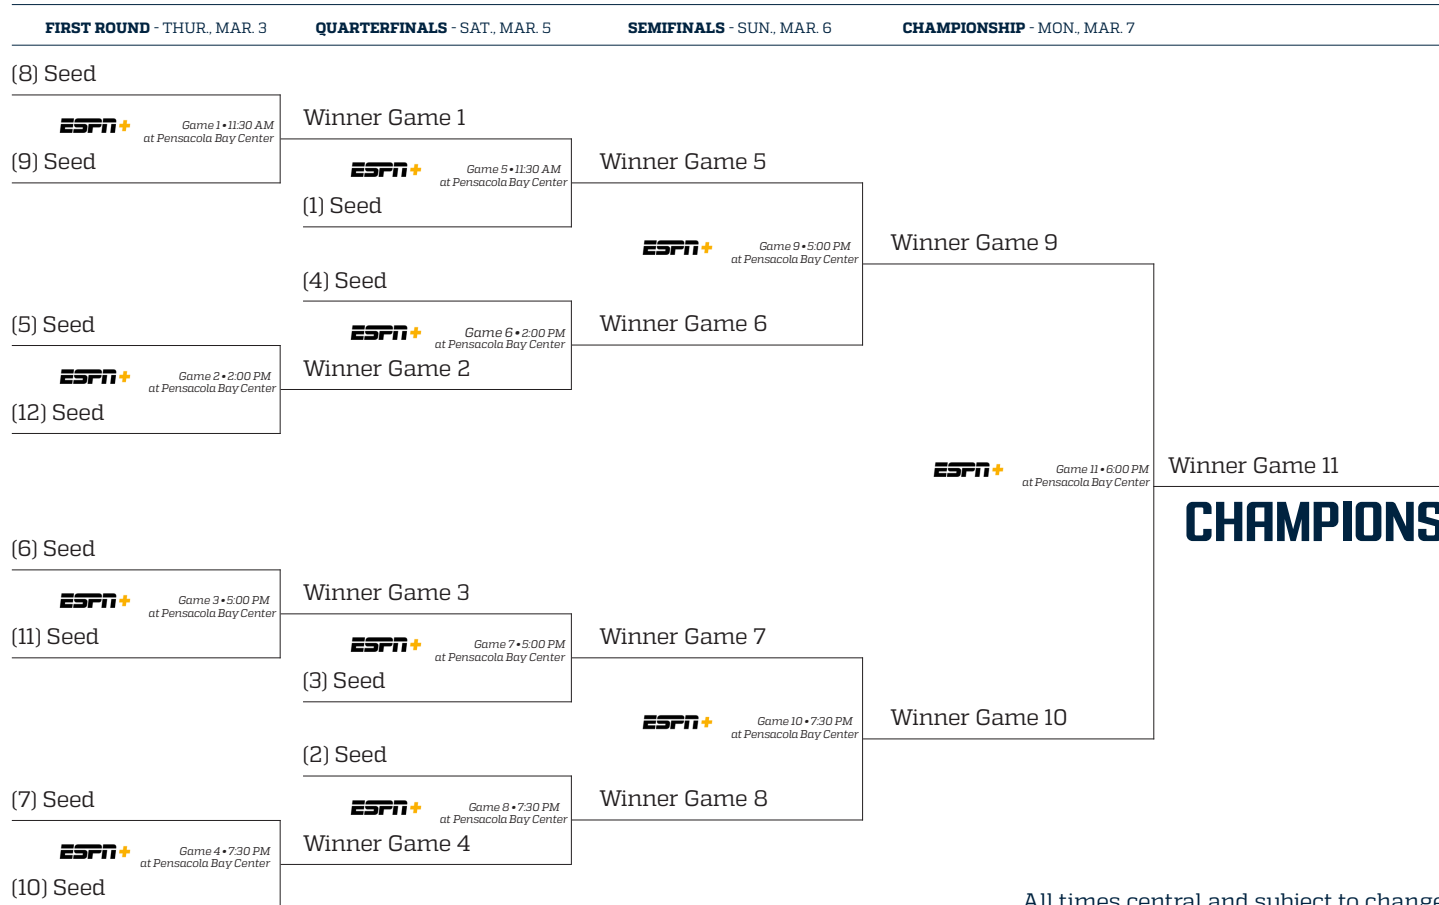 FIRST ROUND - THUR., MAR. 3
QUARTERFINALS - SAT., MAR. 5
SEMIFINALS - SUN., MAR. 6
CHAMPIONSHIP - MON., MAR. 7
(8) Seed
ESPN+
Game 1 • 11:30 AM
at Pensacola Bay Center
(9) Seed
Winner Game 1
ESPN+
Game 5 • 11:30 AM
at Pensacola Bay Center
(1) Seed
Winner Game 5
ESPN+
Game 9 • 5:00 PM
at Pensacola Bay Center
Winner Game 9
(4) Seed
ESPN+
Game 6 • 2:00 PM
at Pensacola Bay Center
Winner Game 6
(5) Seed
ESPN+
Game 2 • 2:00 PM
at Pensacola Bay Center
Winner Game 2
(12) Seed
ESPN+
Game 11 • 6:00 PM
at Pensacola Bay Center
Winner Game 11
CHAMPIONS
(6) Seed
ESPN+
Game 3 • 5:00 PM
at Pensacola Bay Center
(11) Seed
Winner Game 3
ESPN+
Game 7 • 5:00 PM
at Pensacola Bay Center
(3) Seed
Winner Game 7
ESPN+
Game 10 • 7:30 PM
at Pensacola Bay Center
Winner Game 10
(2) Seed
ESPN+
Game 8 • 7:30 PM
at Pensacola Bay Center
Winner Game 8
(7) Seed
ESPN+
Game 4 • 7:30 PM
at Pensacola Bay Center
Winner Game 4
(10) Seed
All times central and subject to change